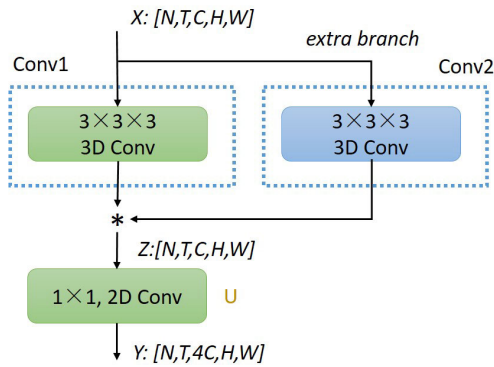 X: [N,T,C,H,W]
extra branch
Conv1
Conv2
3×3×3
3D Conv
3×3×3
3D Conv
*
Z:[N,T,C,H,W]
1×1, 2D Conv
U
Y: [N,T,4C,H,W]